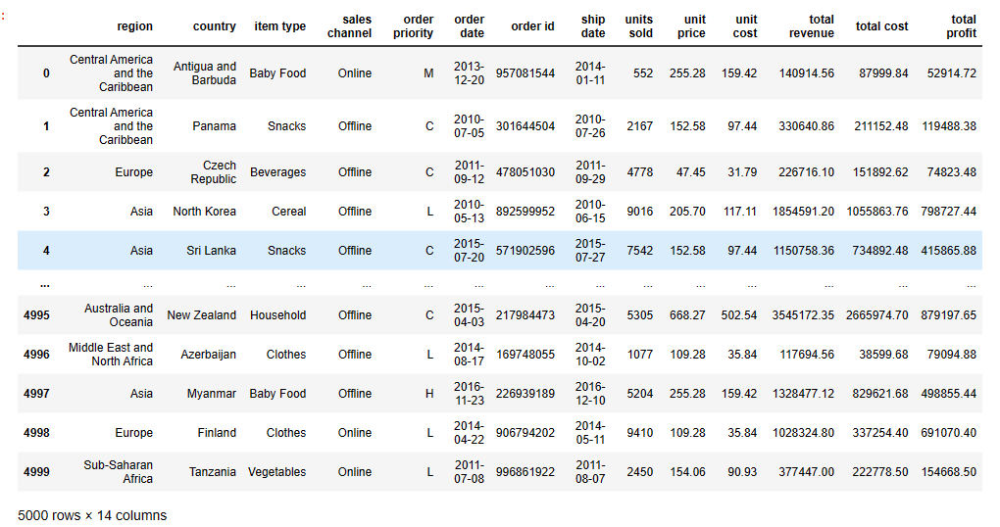 :
region country item type sales channel order priority order date order id ship date units sold unit price unit cost total revenue total cost total profit
0 Central America and the Caribbean Antigua and Barbuda Baby Food Online M 2013-12-20 957081544 2014-01-11 552 255.28 159.42 140914.56 87999.84 52914.72
1 Central America and the Caribbean Panama Snacks Offline C 2010-07-05 301644504 2010-07-26 2167 152.58 97.44 330640.86 211152.48 119488.38
2 Europe Czech Republic Beverages Offline C 2011-09-12 478051030 2011-09-29 4778 47.45 31.79 226716.10 151892.62 74823.48
3 Asia North Korea Cereal Offline L 2010-05-13 892599952 2010-06-15 9016 205.70 117.11 1854591.20 1055863.76 798727.44
4 Asia Sri Lanka Snacks Offline C 2015-07-20 571902596 2015-07-27 7542 152.58 97.44 1150758.36 734892.48 415865.88
... ... ... ... ... ... ... ... ... ... ... ... ... ... ...
4995 Australia and Oceania New Zealand Household Offline C 2015-04-03 217984473 2015-04-20 5305 668.27 502.54 3545172.35 2665974.70 879197.65
4996 Middle East and North Africa Azerbaijan Clothes Offline L 2014-08-17 169748055 2014-10-02 1077 109.28 35.84 117694.56 38599.68 79094.88
4997 Asia Myanmar Baby Food Offline H 2016-11-23 226939189 2016-12-10 5204 255.28 159.42 1328477.12 829621.68 498855.44
4998 Europe Finland Clothes Online L 2014-04-22 906794202 2014-05-11 9410 109.28 35.84 1028324.80 337254.40 691070.40
4999 Sub-Saharan Africa Tanzania Vegetables Online L 2011-07-08 996861922 2011-08-07 2450 154.06 90.93 377447.00 222778.50 154668.50
5000 rows × 14 columns